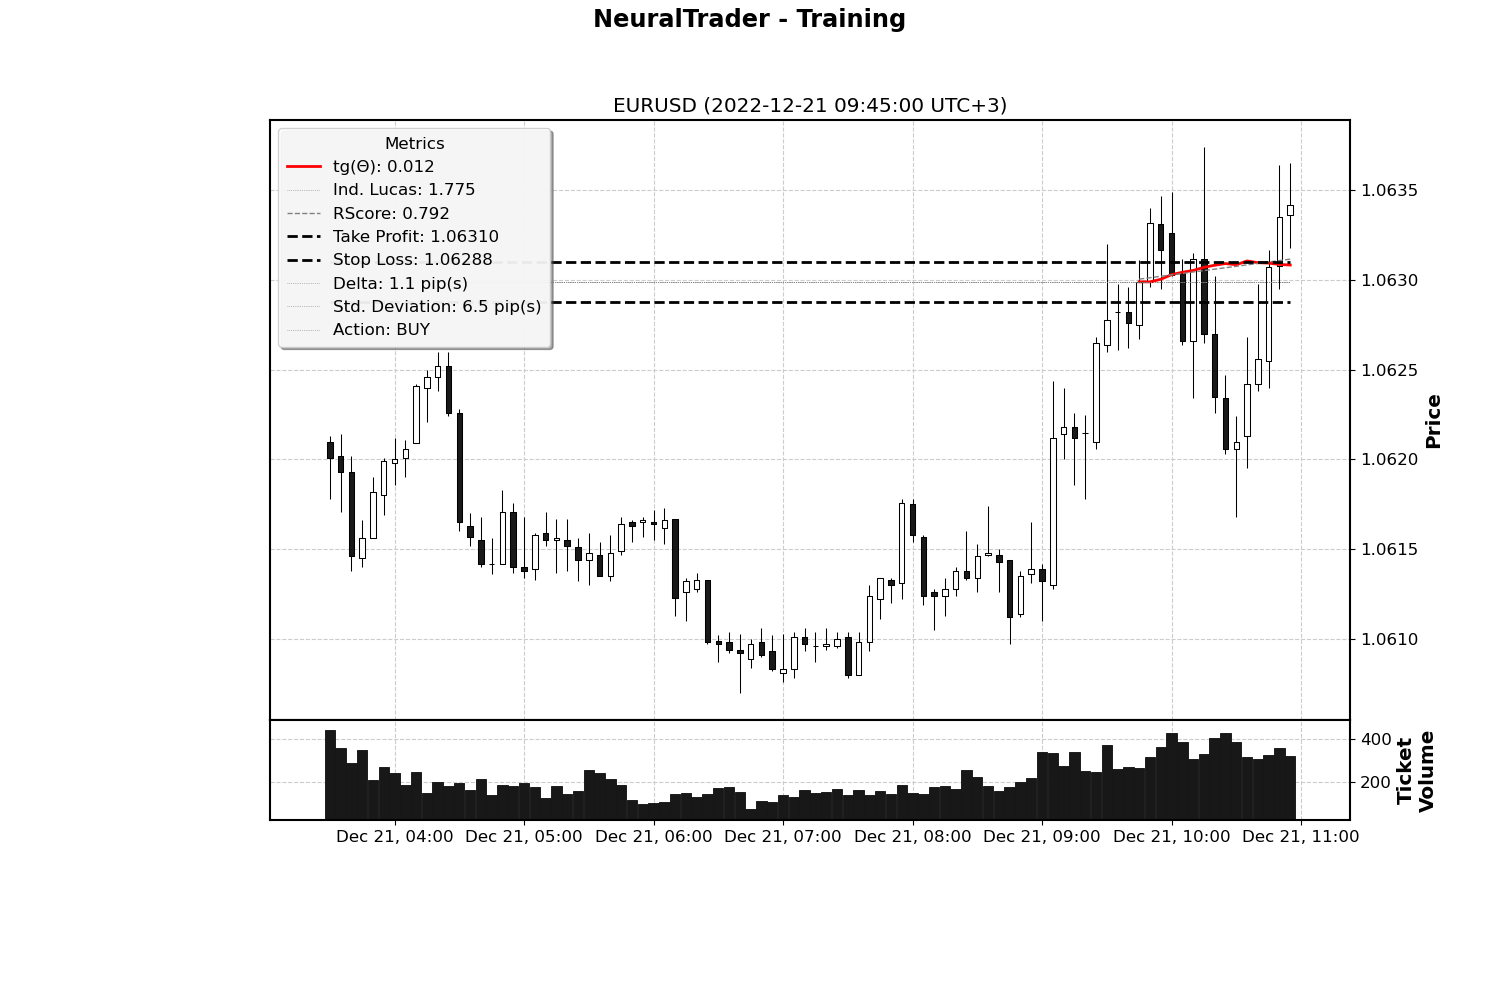 NeuralTrader - Training
EURUSD (2022-12-21 09:45:00 UTC+3)
Metrics
tg(Θ): 0.012
Ind. Lucas: 1.775
RScore: 0.792
Take Profit: 1.06310
Stop Loss: 1.06288
Delta: 1.1 pip(s)
Std. Deviation: 6.5 pip(s)
Action: BUY
1.0635
1.0630
1.0625
1.0620
1.0615
1.0610
Price
400
200
Ticket
Volume
Dec 21, 04:00
Dec 21, 05:00
Dec 21, 06:00
Dec 21, 07:00
Dec 21, 08:00
Dec 21, 09:00
Dec 21, 10:00
Dec 21, 11:00